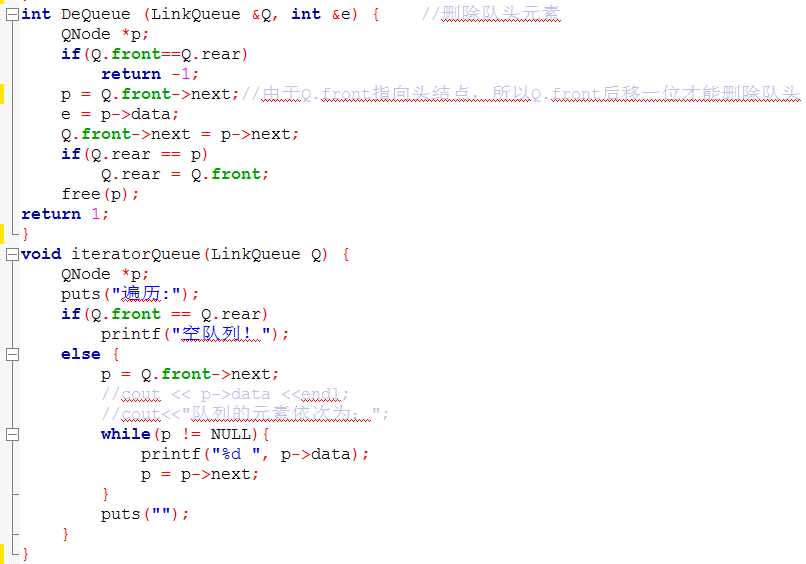 int DeQueue (LinkQueue &Q, int &e) {    //删除队头元素
    QNode *p;
    if(Q.front==Q.rear)
        return -1;
    p = Q.front->next;//由于Q.front指向头结点，所以Q.front后移一位才能删除队头
    e = p->data;
    Q.front->next = p->next;
    if(Q.rear == p)
        Q.rear = Q.front;
    free(p);
return 1;
}
void iteratorQueue(LinkQueue Q) {
    QNode *p;
    puts("遍历:");
    if(Q.front == Q.rear)
        printf("空队列！");
    else {
        p = Q.front->next;
        //cout << p->data <<endl;
        //cout<<"队列的元素依次为：";
        while(p != NULL){
            printf("%d ", p->data);
            p = p->next;
        }
        puts("");
    }
}